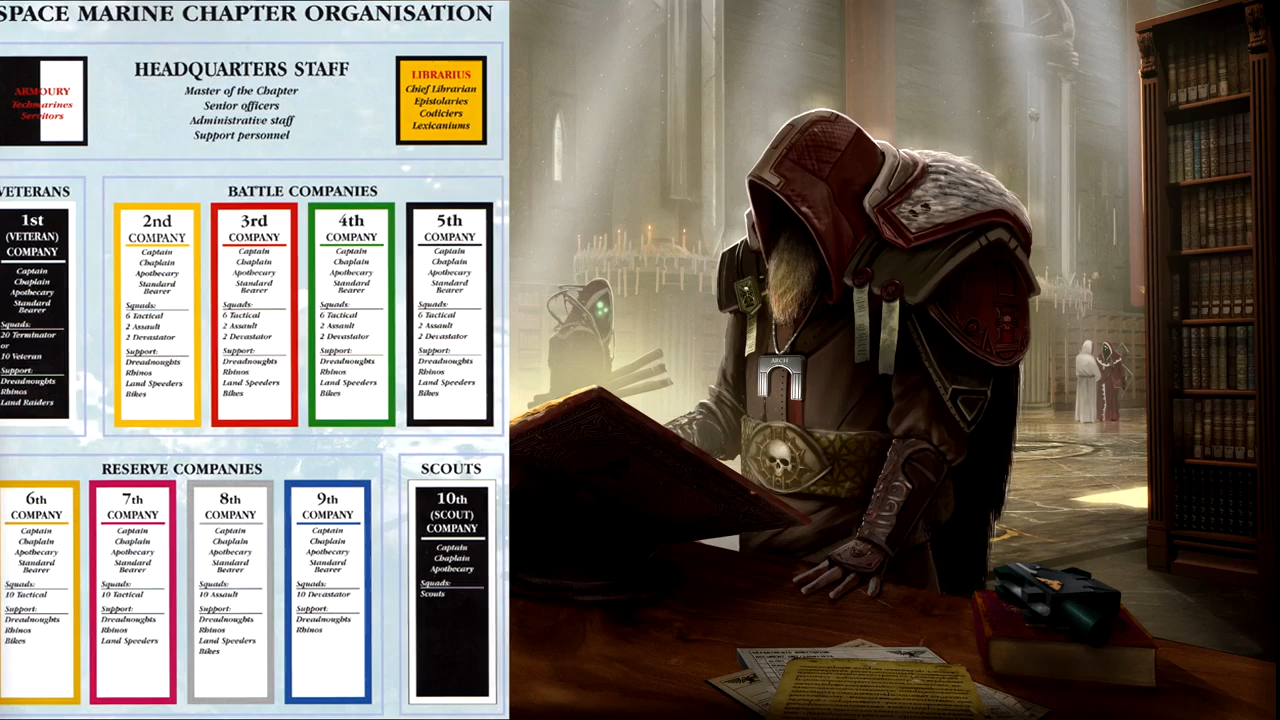 SPACE MARINE CHAPTER ORGANISATION
ARMOURY
Techmarines
Servitors
HEADQUARTERS STAFF
Master of the Chapter
Senior officers
Administrative staff
Support personnel
LIBRARIUS
Chief Librarian
Epistolaries
Codiciers
Lexicaniums
VETERANS
1st
(VETERAN)
COMPANY
Captain
Chaplain
Apothecary
Standard
Bearer
Squads:
20 Terminator
or
10 Veteran
Support:
Dreadnoughts
Rhinos
Land Raiders
BATTLE COMPANIES
2nd
COMPANY
Captain
Chaplain
Apothecary
Standard
Bearer
Squads:
6 Tactical
2 Assault
2 Devastator
Support:
Dreadnoughts
Rhinos
Land Speeders
Bikes
3rd
COMPANY
Captain
Chaplain
Apothecary
Standard
Bearer
Squads:
6 Tactical
2 Assault
2 Devastator
Support:
Dreadnoughts
Rhinos
Land Speeders
Bikes
4th
COMPANY
Captain
Chaplain
Apothecary
Standard
Bearer
Squads:
6 Tactical
2 Assault
2 Devastator
Support:
Dreadnoughts
Rhinos
Land Speeders
Bikes
5th
COMPANY
Captain
Chaplain
Apothecary
Standard
Bearer
Squads:
6 Tactical
2 Assault
2 Devastator
Support:
Dreadnoughts
Rhinos
Land Speeders
Bikes
RESERVE COMPANIES
6th
COMPANY
Captain
Chaplain
Apothecary
Standard
Bearer
Squads:
10 Tactical
Support:
Dreadnoughts
Rhinos
Bikes
7th
COMPANY
Captain
Chaplain
Apothecary
Standard
Bearer
Squads:
10 Tactical
Support:
Dreadnoughts
Rhinos
Land Speeders
8th
COMPANY
Captain
Chaplain
Apothecary
Standard
Bearer
Squads:
10 Assault
Support:
Dreadnoughts
Rhinos
Land Speeders
Bikes
9th
COMPANY
Captain
Chaplain
Apothecary
Standard
Bearer
Squads:
10 Devastator
Support:
Dreadnoughts
Rhinos
SCOUTS
10th
(SCOUT)
COMPANY
Captain
Chaplain
Apothecary
Squads:
Scouts
ARCH